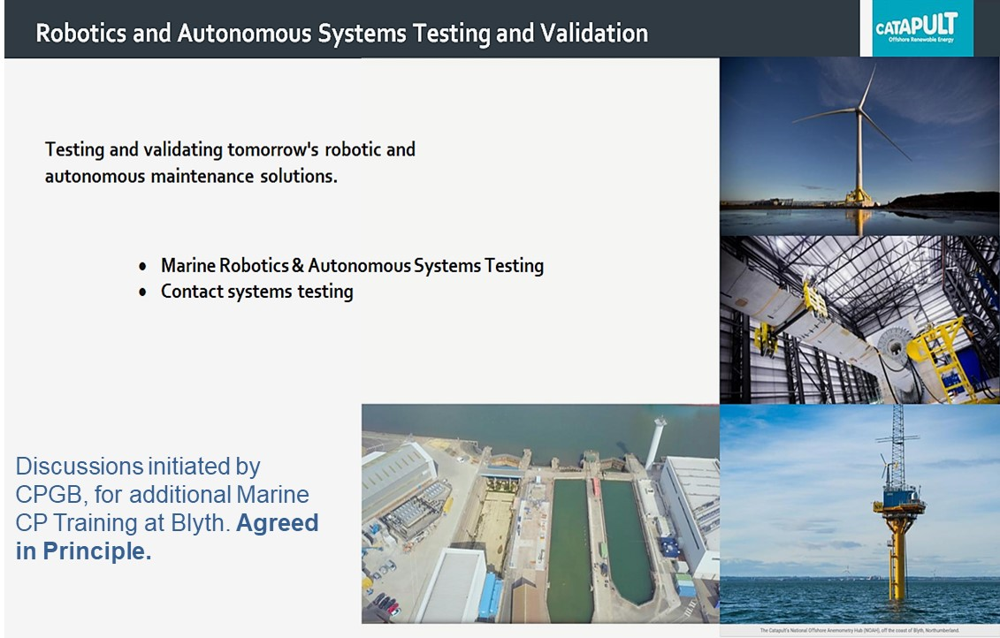 Robotics and Autonomous Systems Testing and Validation
CATAPULT
Offshore Renewable Energy
Testing and validating tomorrow's robotic and
autonomous maintenance solutions.
• Marine Robotics & Autonomous Systems Testing
• Contact systems testing
Discussions initiated by
CPGB, for additional Marine
CP Training at Blyth. Agreed
in Principle.
The Catapult's National Offshore Anemometry Hub (NOAH), off the coast of Blyth, Northumberland.